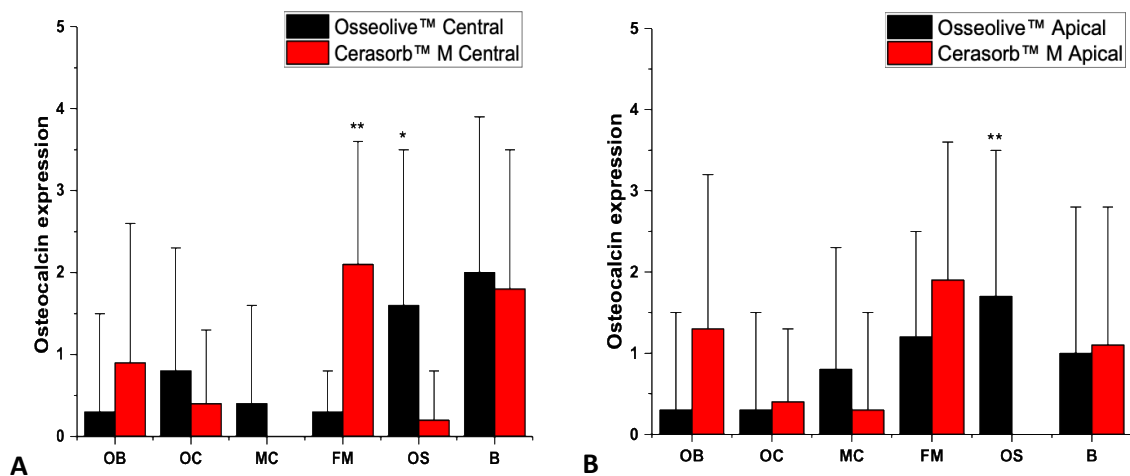 Osseolive™ Central
Cerasorb™ M Central
Osteocalcin expression
5
4
3
2
1
0
** *
OB OC MC FM OS B
A
Osseolive™ Apical
Cerasorb™ M Apical
Osteocalcin expression
5
4
3
2
1
0
**
OB OC MC FM OS B
B